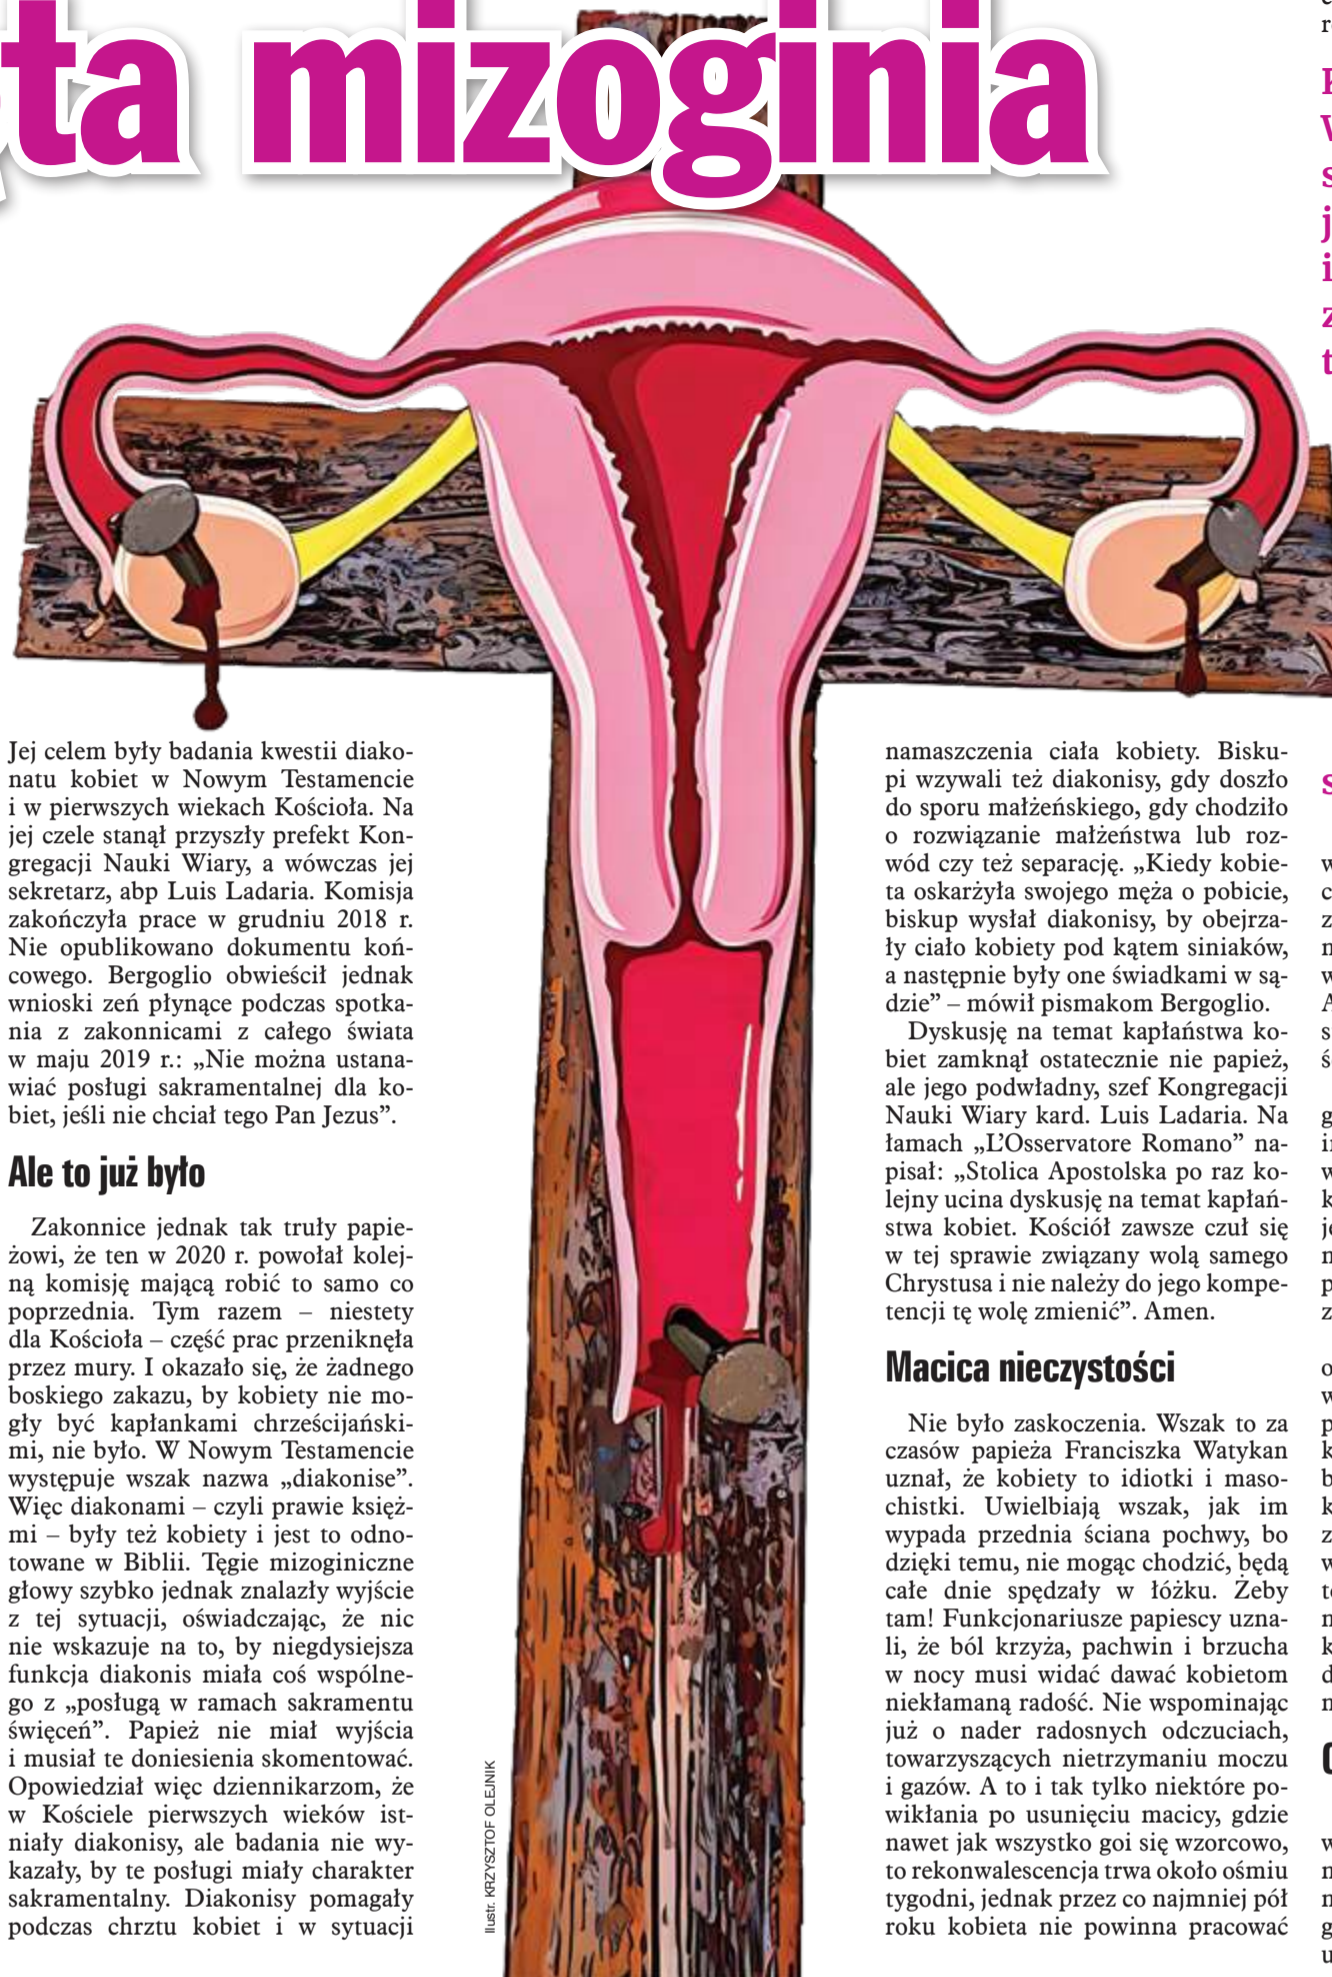 ta mizoginia
Jej celem były badania kwestii diako-
natu kobiet w Nowym Testamencie
i w pierwszych wiekach Kościoła. Na
jej czele stanął przyszły prefekt Kon-
gregacji Nauki Wiary, a wówczas jej
sekretarz, abp Luis Ladaria. Komisja
zakończyła prace w grudniu 2018 r.
Nie opublikowano dokumentu koń-
cowego. Bergoglio obwieścił jednak
wnioski zeń płynące podczas spotka-
nia z zakonnicami z całego świata
w maju 2019 r.: „Nie można ustana-
wiać posługi sakramentalnej dla ko-
biet, jeśli nie chciał tego Pan Jezus”.
Ale to już było
Zakonnice jednak tak truły papie-
żowi, że ten w 2020 r. powołał kolej-
ną komisję mającą robić to samo co
poprzednia. Tym razem – niestety
dla Kościoła – część prac przeniknęła
przez mury. I okazało się, że żadnego
boskiego zakazu, by kobiety nie mo-
gły być kapłankami chrześcijański-
mi, nie było. W Nowym Testamencie
występuje wszak nazwa „diakonise”.
Więc diakonami – czyli prawie księż-
mi – były też kobiety i jest to odno-
towane w Biblii. Tęgie mizoginiczne
głowy szybko jednak znalazły wyjście
z tej sytuacji, oświadczając, że nic
nie wskazuje na to, by niegdysiejsza
funkcja diakonis miała coś wspólne-
go z „posługą w ramach sakramentu
święceń”. Papież nie miał wyjścia
i musiał te doniesienia skomentować.
Opowiedział więc dziennikarzom, że
w Kościele pierwszych wieków ist-
niały diakonisy, ale badania nie wy-
kazały, by te posługi miały charakter
sakramentalny. Diakonisy pomagały
podczas chrztu kobiet i w sytuacji
Ilustr. KRZYSZTOF OLEJNIK
namaszczenia ciała kobiety. Bisku-
pi wzywali też diakonisy, gdy doszło
do sporu małżeńskiego, gdy chodziło
o rozwiązanie małżeństwa lub roz-
wód czy też separację. „Kiedy kobie-
ta oskarżyła swojego męża o pobicie,
biskup wysłał diakonisy, by obejrza-
ły ciało kobiety pod kątem siniaków,
a następnie były one świadkami w są-
dzie” – mówił pismakom Bergoglio.
Dyskusję na temat kapłaństwa ko-
biet zamknął ostatecznie nie papież,
ale jego podwładny, szef Kongregacji
Nauki Wiary kard. Luis Ladaria. Na
łamach „L’Osservatore Romano” na-
pisał: „Stolica Apostolska po raz ko-
lejny ucina dyskusję na temat kapłań-
stwa kobiet. Kościół zawsze czuł się
w tej sprawie związany wolą samego
Chrystusa i nie należy do jego kompe-
tencji tę wolę zmienić”. Amen.
Macica nieczystości
Nie było zaskoczenia. Wszak to za
czasów papieża Franciszka Watykan
uznał, że kobiety to idiotki i maso-
chistki. Uwielbiają wszak, jak im
wypada przednia ściana pochwy, bo
dzięki temu, nie mogąc chodzić, będą
całe dnie spędzały w łóżku. Żeby
tam! Funkcjonariusze papiescy uzna-
li, że ból krzyża, pachwin i brzucha
w nocy musi widać dawać kobietom
niekłamaną radość. Nie wspominając
już o nader radosnych odczuciach,
towarzyszących nietrzymaniu moczu
i gazów. A to i tak tylko niektóre po-
wikłania po usunięciu macicy, gdzie
nawet jak wszystko goi się wzorcowo,
to rekonwalescencja trwa około ośmiu
tygodni, jednak przez co najmniej pół
roku kobieta nie powinna pracować